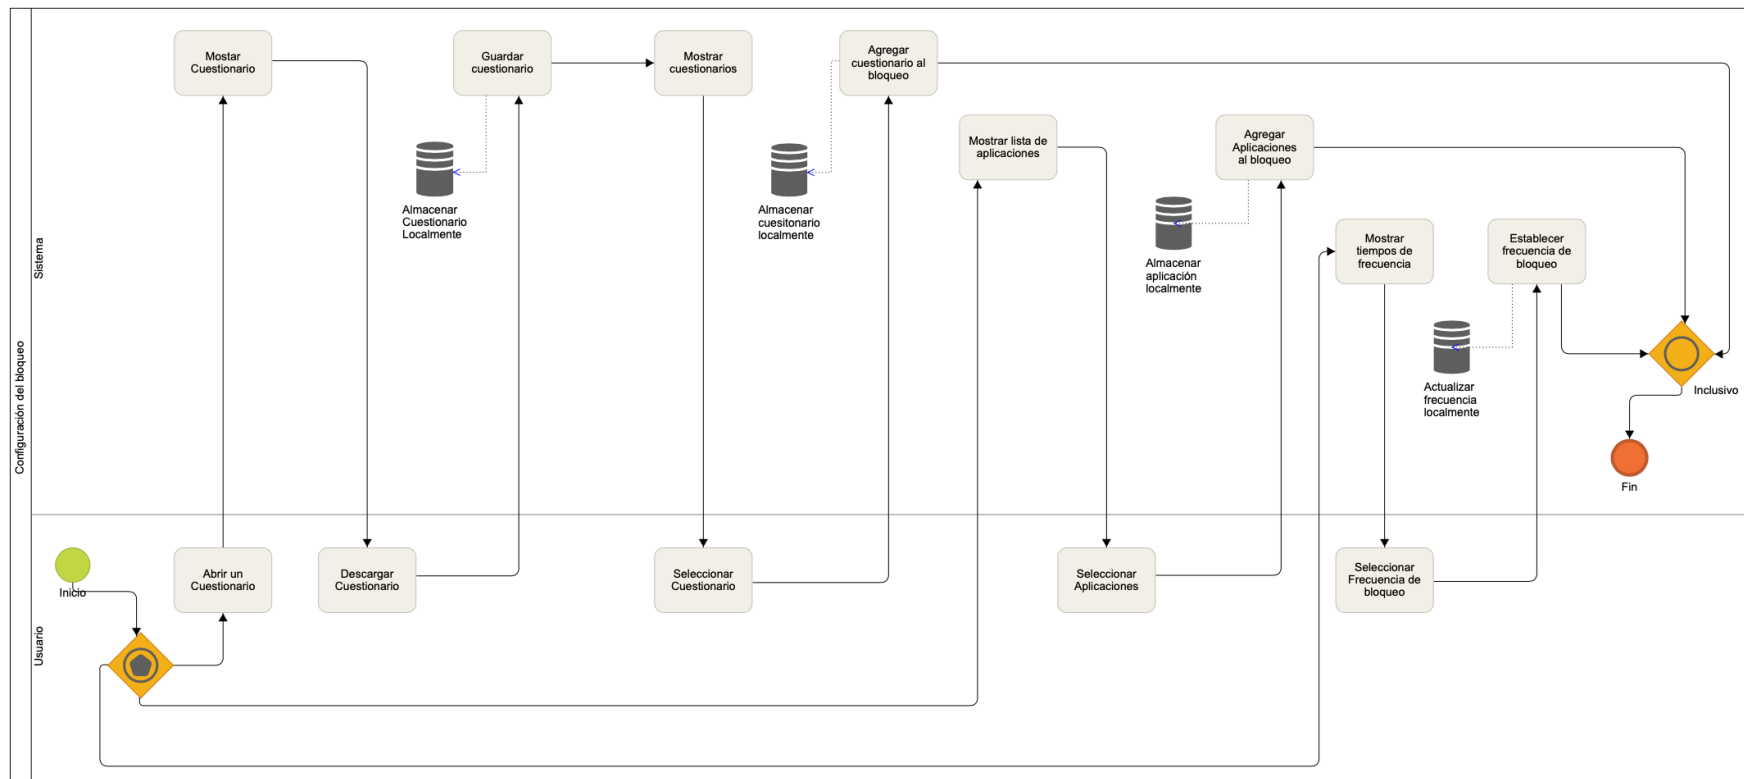 Configuración del bloqueo
Sistema
Mostar
Cuestionario
Guardar
cuestionario
Mostrar
cuestionarios
Agregar
cuestionario al
bloqueo
Mostrar lista de
aplicaciones
Agregar
Aplicaciones
al bloqueo
Almacenar
Cuestionario
Localmente
Almacenar
cuesitonario
localmente
Almacenar
aplicación
localmente
Mostrar
tiempos de
frecuencia
Establecer
frecuencia de
bloqueo
Actualizar
frecuencia
localmente
Inclusivo
Fin
Usuario
Inicio
Abrir un
Cuestionario
Descargar
Cuestionario
Seleccionar
Cuestionario
Seleccionar
Aplicaciones
Seleccionar
Frecuencia de
bloqueo